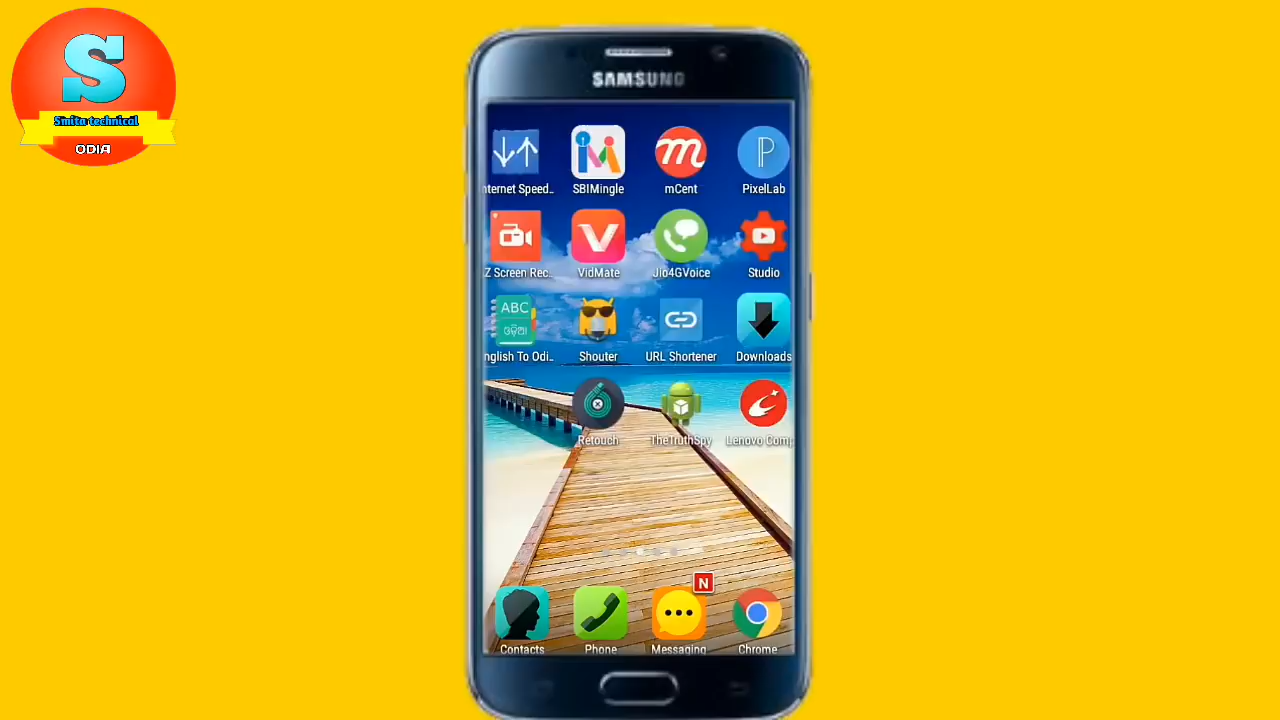 S
Smita technical
ODIA
SAMSUNG
nternet Speed..
SBIMingle
mCent
PixelLab
Z Screen Rec..
VidMate
Jio4GVoice
Studio
ABC
ଓଡ଼ିଆ
nglish To Odi..
Shouter
URL Shortener
Downloads
Retouch
TheTruthSpy
Lenovo Comp
N
Contacts
Phone
Messaging
Chrome